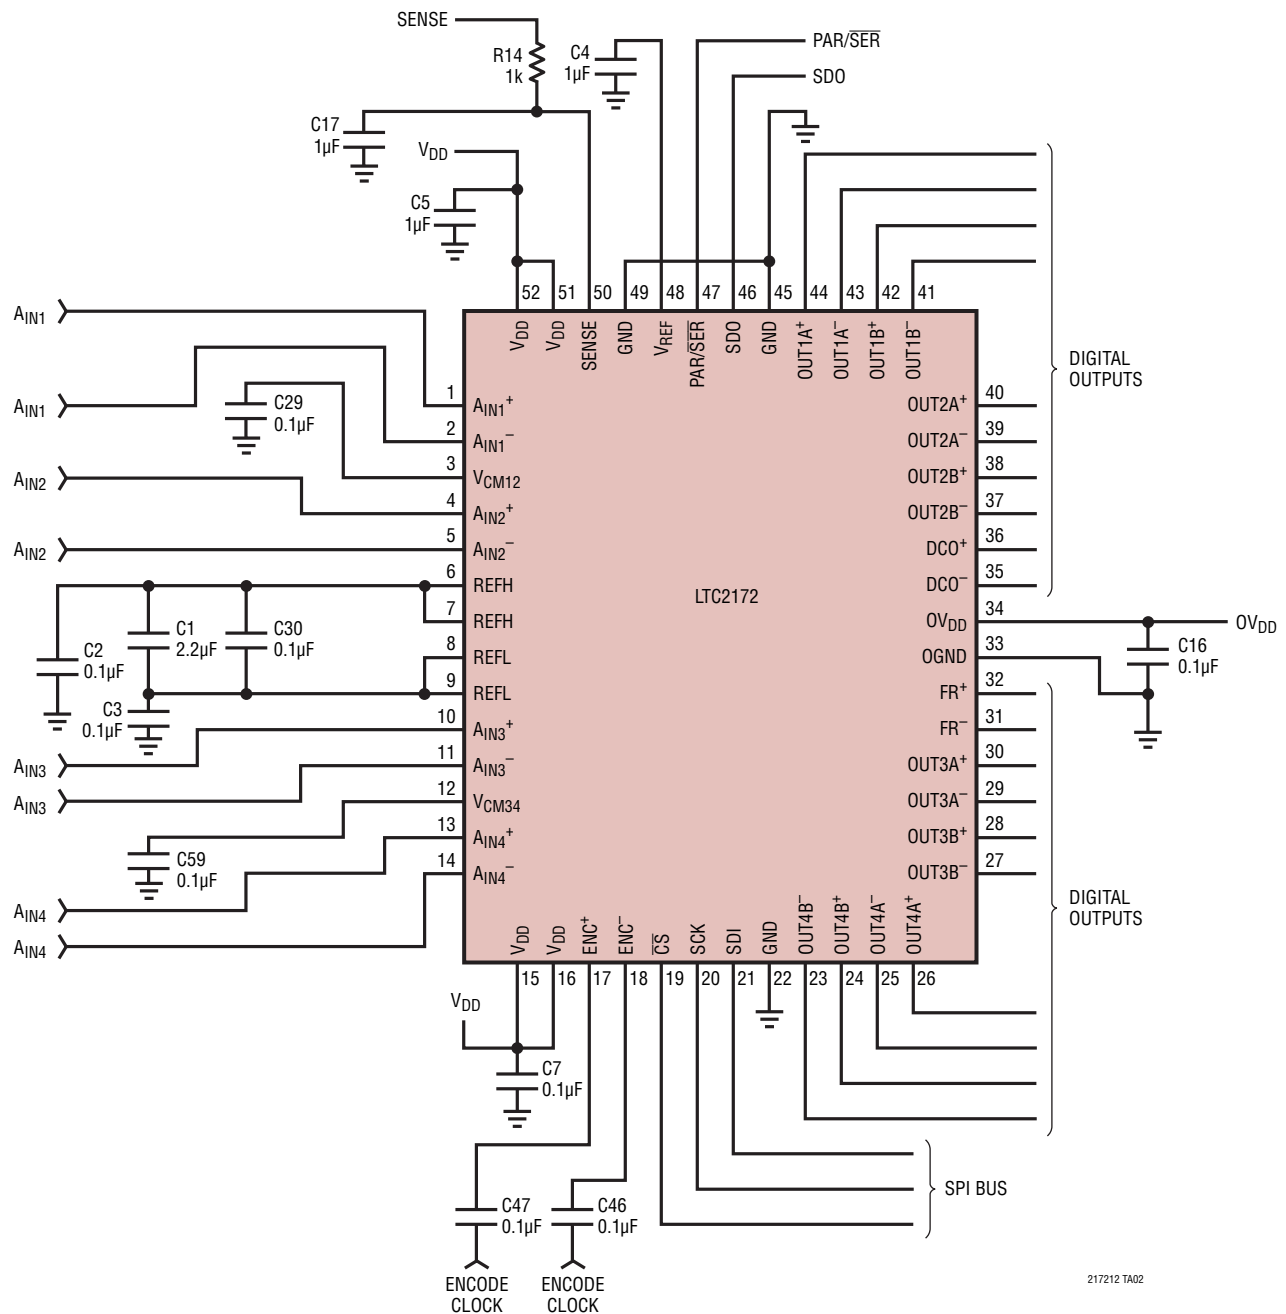 SENSE
R14
1k
C4
1µF
PAR/SER
SDO
C17
1µF
VDD
C5
1µF
52 51 50 49 48 47 46 45 44 43 42 41
VDD
VDD
SENSE
GND
VREF
PAR/SER
SDO
GND
OUT1A+
OUT1A–
OUT1B+
OUT1B–
DIGITAL
OUTPUTS
AIN1
AIN1
C29
0.1µF
AIN2
AIN2
C2
0.1µF
C1
2.2µF
C30
0.1µF
C3
0.1µF
AIN3
AIN3
C59
0.1µF
AIN4
AIN4
1 AIN1+
2 AIN1–
3 VCM12
4 AIN2+
5 AIN2–
6 REFH
7 REFH
8 REFL
9 REFL
10 AIN3+
11 AIN3–
12 VCM34
13 AIN4+
14 AIN4–
LTC2172
OUT2A+ 40
OUT2A– 39
OUT2B+ 38
OUT2B– 37
DCO+ 36
DCO– 35
OVDD 34
OGND 33
FR+ 32
FR– 31
OUT3A+ 30
OUT3A– 29
OUT3B+ 28
OUT3B– 27
OVDD
C16
0.1µF
DIGITAL
OUTPUTS
VDD
VDD
ENC+
ENC–
CS
SCK
SDI
GND
OUT4B–
OUT4B+
OUT4A–
OUT4A+
15 16 17 18 19 20 21 22 23 24 25 26
VDD
C7
0.1µF
C47
0.1µF
C46
0.1µF
SPI BUS
ENCODE
CLOCK
ENCODE
CLOCK
217212 TA02